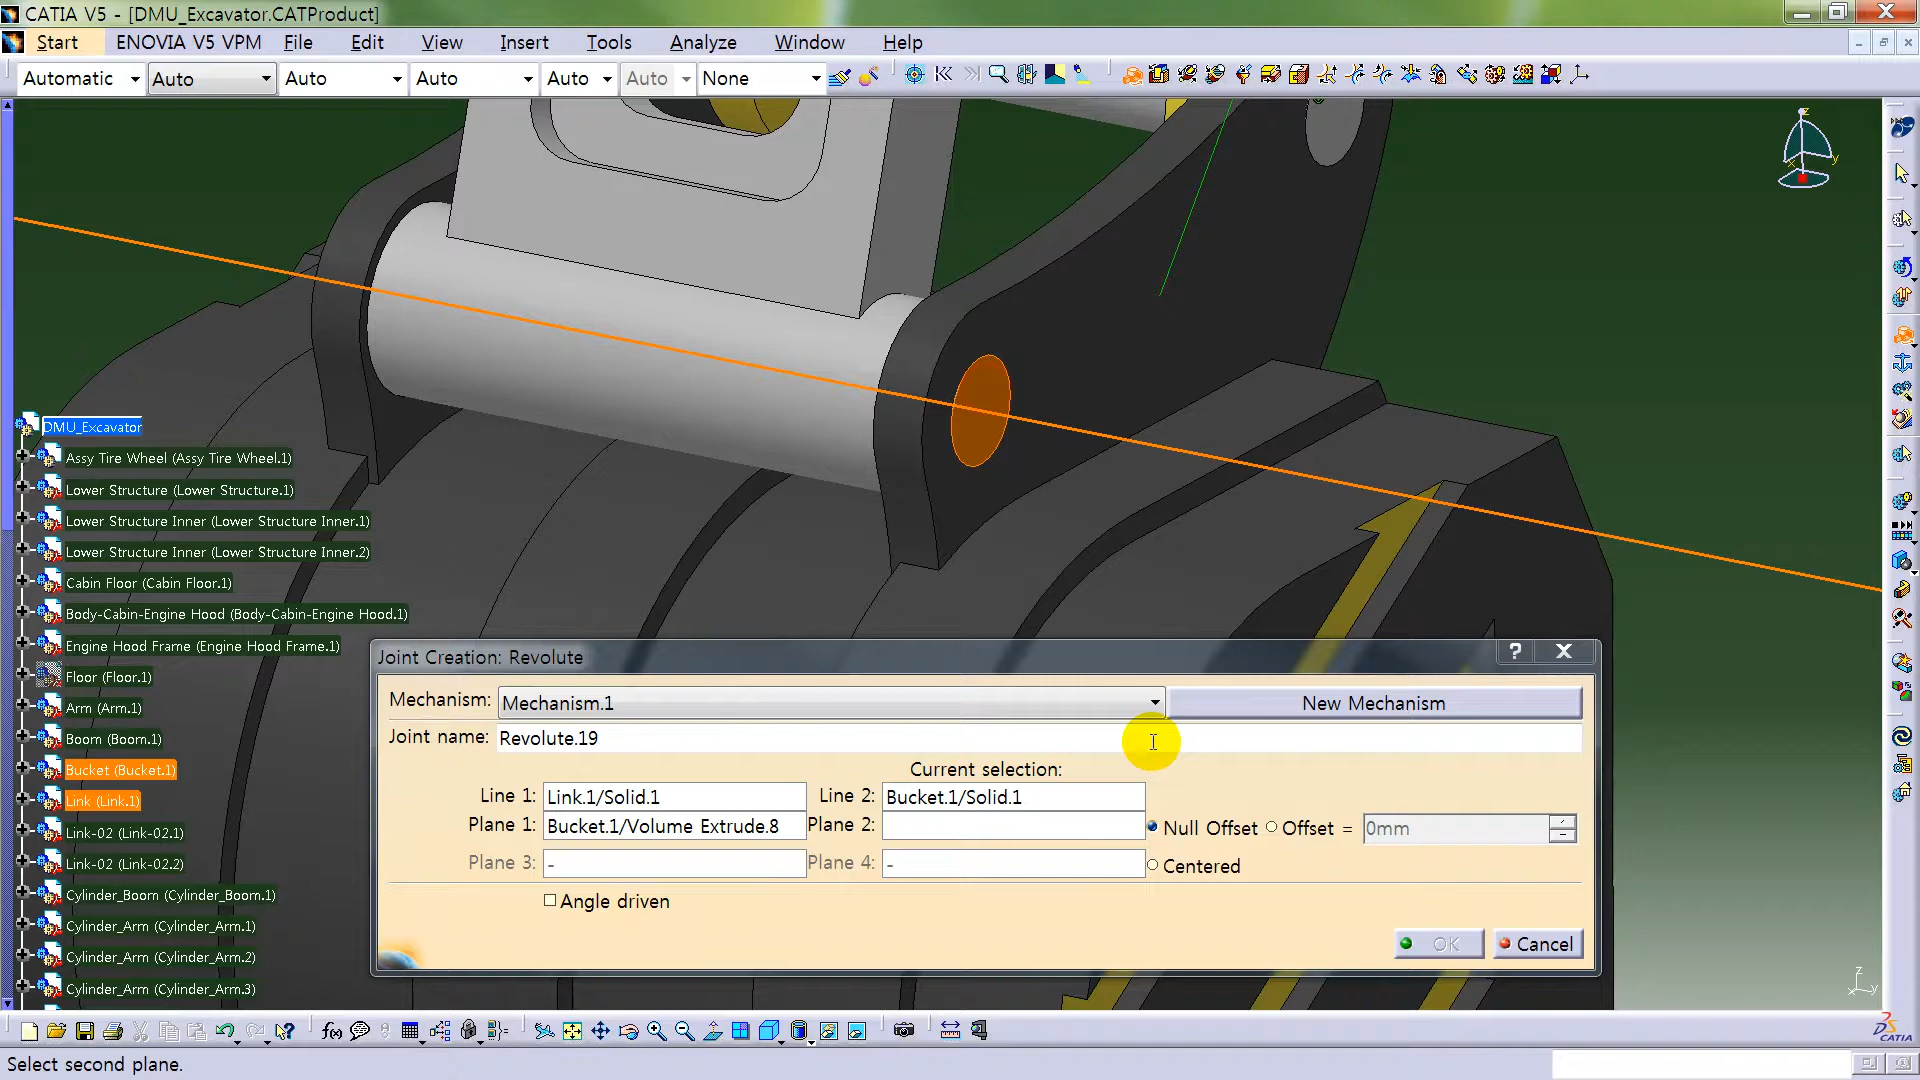 CATIA V5 - [DMU_Excavator.CATProduct]
Start ENOVIA V5 VPM File Edit View Insert Tools Analyze Window Help
Automatic Auto Auto Auto Auto Auto None
z
y
x
DMU_Excavator
Assy Tire Wheel (Assy Tire Wheel.1)
Lower Structure (Lower Structure.1)
Lower Structure Inner (Lower Structure Inner.1)
Lower Structure Inner (Lower Structure Inner.2)
Cabin Floor (Cabin Floor.1)
Body-Cabin-Engine Hood (Body-Cabin-Engine Hood.1)
Engine Hood Frame (Engine Hood Frame.1)
Floor (Floor.1)
Arm (Arm.1)
Boom (Boom.1)
Bucket (Bucket.1)
Link (Link.1)
Link-02 (Link-02.1)
Link-02 (Link-02.2)
Cylinder_Boom (Cylinder_Boom.1)
Cylinder_Arm (Cylinder_Arm.1)
Cylinder_Arm (Cylinder_Arm.2)
Cylinder_Arm (Cylinder_Arm.3)
Joint Creation: Revolute
Mechanism: Mechanism.1 New Mechanism
Joint name: Revolute.19
Current selection:
Line 1: Link.1/Solid.1 Line 2: Bucket.1/Solid.1
Plane 1: Bucket.1/Volume Extrude.8 Plane 2: Null Offset Offset = 0mm
Plane 3: - Plane 4: - Centered
Angle driven
OK Cancel
z
x y
f(x)
CATIA
Select second plane.